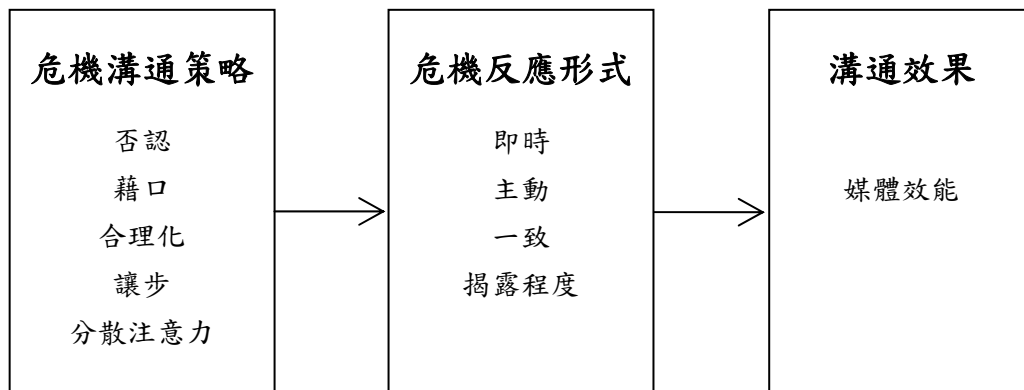 危機溝通策略
否認
藉口
合理化
讓步
分散注意力
危機反應形式
即時
主動
一致
揭露程度
溝通效果
媒體效能